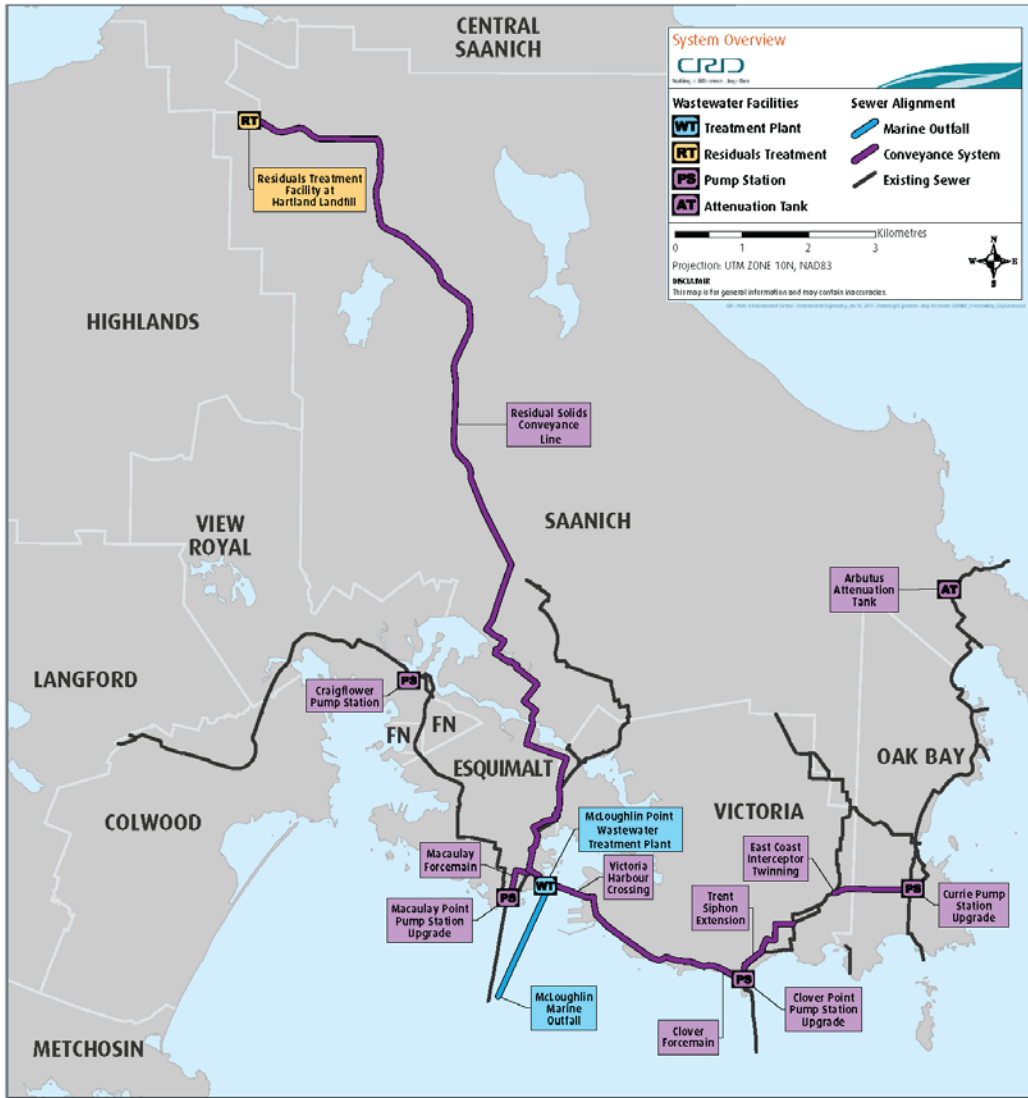 CENTRAL
SAANICH
System Overview
CRD
Making a difference...together
Wastewater Facilities
WT Treatment Plant
RT Residuals Treatment
PS Pump Station
AT Attenuation Tank
Sewer Alignment
Marine Outfall
Conveyance System
Existing Sewer
Kilometres
0 1 2 3
Projection: UTM ZONE 10N, NAD83
DISCLAIMER
This map is for general information and may contain inaccuracies.
N
W E
S
RT
Residuals Treatment
Facility at
Hartland Landfill
HIGHLANDS
Residual Solids
Conveyance
Line
VIEW
ROYAL
SAANICH
Arbutus
Attenuation
Tank
AT
LANGFORD
Craigflower
Pump Station
PS
FN
FN
ESQUIMALT
OAK BAY
COLWOOD
VICTORIA
McLoughlin Point
Wastewater
Treatment Plant
Macaulay
Forcemain
WT
Victoria
Harbour
Crossing
East Coast
Interceptor
Twinning
PS
Currie Pump
Station
Upgrade
PS
Macaulay Point
Pump Station
Upgrade
Trent
Siphon
Extension
PS
McLoughlin
Marine
Outfall
Clover
Forcemain
Clover Point
Pump Station
Upgrade
METCHOSIN